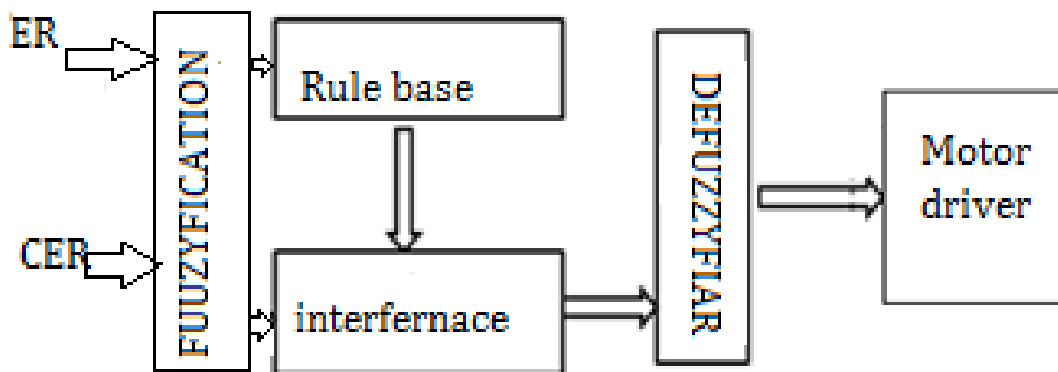 ER
CER
FUUZYFICATION
Rule base
interfernace
DEFUZZYFIAR
Motor
driver